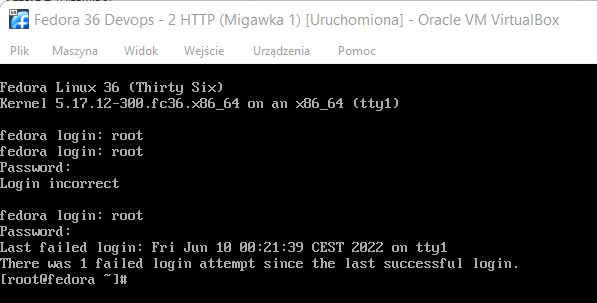 Fedora 36 Devops - 2 HTTP (Migawka 1) [Uruchomiona] - Oracle VM VirtualBox
Plik Maszyna Widok Wejście Urządzenia Pomoc
Fedora Linux 36 (Thirty Six)
Kernel 5.17.12-300.fc36.x86_64 on an x86_64 (tty1)
fedora login: root
fedora login: root
Password:
Login incorrect
fedora login: root
Password:
Last failed login: Fri Jun 10 00:21:39 CEST 2022 on tty1
There was 1 failed login attempt since the last successful login.
[root@fedora ~]#